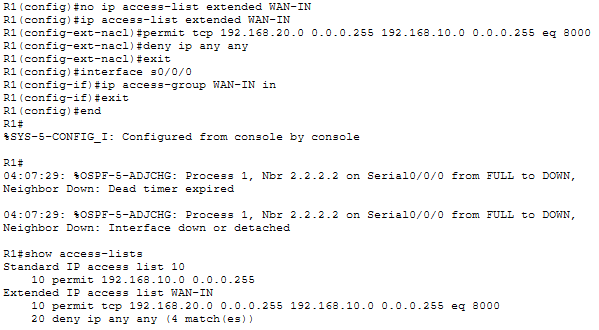 R1(config)#no ip access-list extended WAN-IN
R1(config)#ip access-list extended WAN-IN
R1(config-ext-nacl)#permit tcp 192.168.20.0 0.0.0.255 192.168.10.0 0.0.0.255 eq 8000
R1(config-ext-nacl)#deny ip any any
R1(config-ext-nacl)#exit
R1(config)#interface s0/0/0
R1(config-if)#ip access-group WAN-IN in
R1(config-if)#exit
R1(config)#end
R1#
%SYS-5-CONFIG_I: Configured from console by console
R1#
04:07:29: %OSPF-5-ADJCHG: Process 1, Nbr 2.2.2.2 on Serial0/0/0 from FULL to DOWN,
Neighbor Down: Dead timer expired
04:07:29: %OSPF-5-ADJCHG: Process 1, Nbr 2.2.2.2 on Serial0/0/0 from FULL to DOWN,
Neighbor Down: Interface down or detached
R1#show access-lists
Standard IP access list 10
10 permit 192.168.10.0 0.0.0.255
Extended IP access list WAN-IN
10 permit tcp 192.168.20.0 0.0.0.255 192.168.10.0 0.0.0.255 eq 8000
20 deny ip any any (4 match(es))